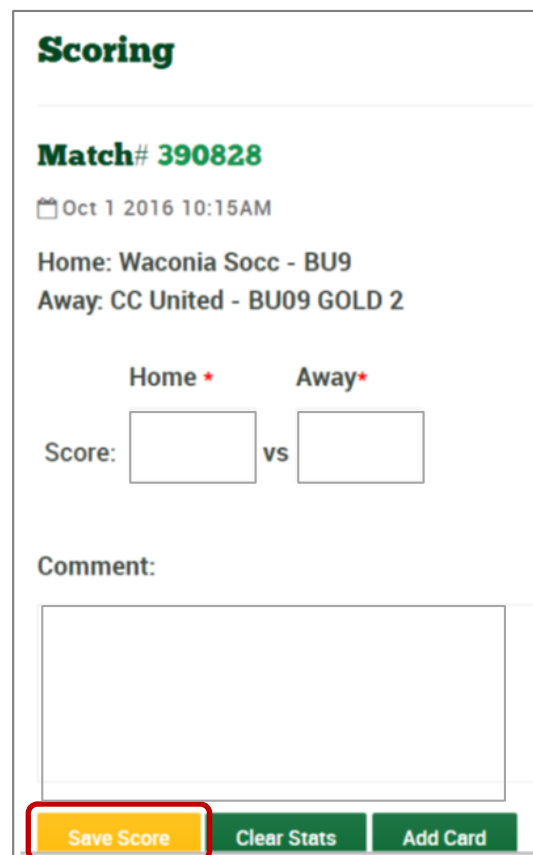 Scoring
Match# 390828
Oct 1 2016 10:15AM
Home: Waconia Socc - BU9
Away: CC United - BU09 GOLD 2
Home * Away*
Score: vs
Comment:
Save Score Clear Stats Add Card